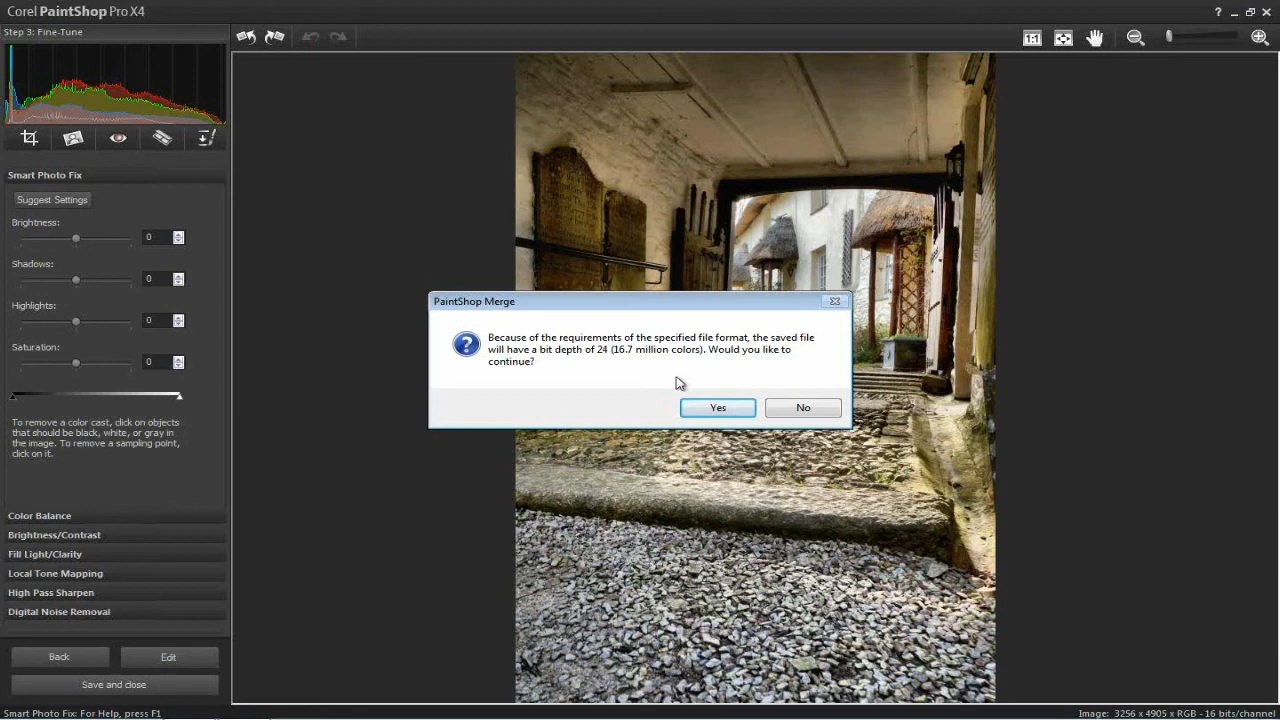 Corel PaintShop Pro X4
?
Step 3: Fine-Tune
1:1
Smart Photo Fix
Suggest Settings
Brightness:
0
Shadows:
0
Highlights:
0
Saturation:
0
To remove a color cast, click on objects
that should be black, white, or gray in
the image. To remove a sampling point,
click on it.
Color Balance
Brightness/Contrast
Fill Light/Clarity
Local Tone Mapping
High Pass Sharpen
Digital Noise Removal
Back
Edit
Save and close
PaintShop Merge
Because of the requirements of the specified file format, the saved file
will have a bit depth of 24 (16.7 million colors). Would you like to
continue?
Yes
No
Smart Photo Fix: For Help, press F1
Image: 3256 x 4905 x RGB - 16 bits/channel